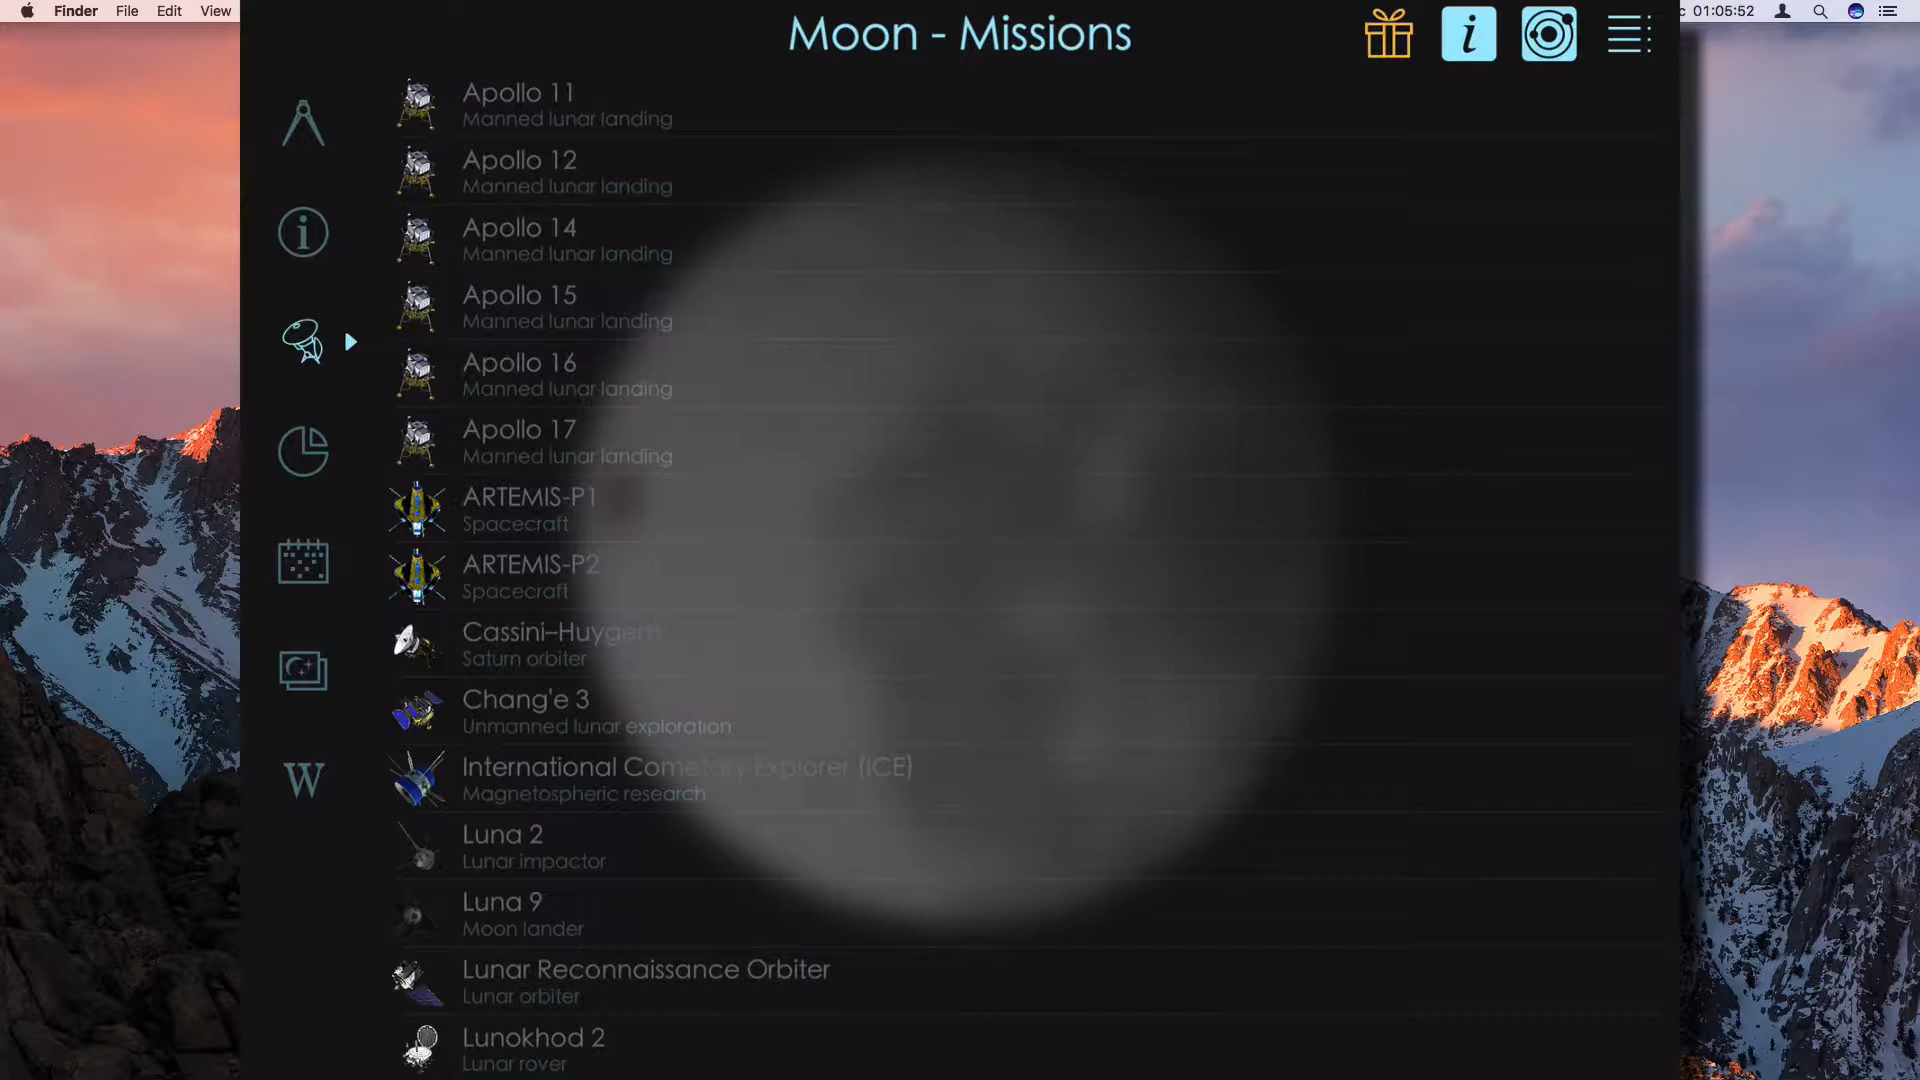 Finder File Edit View
01:05:52
Moon - Missions
Apollo 11
Manned lunar landing
Apollo 12
Manned lunar landing
Apollo 14
Manned lunar landing
Apollo 15
Manned lunar landing
Apollo 16
Manned lunar landing
Apollo 17
Manned lunar landing
ARTEMIS-P1
Spacecraft
ARTEMIS-P2
Spacecraft
Cassini–Huygens
Saturn orbiter
Chang'e 3
Unmanned lunar exploration
International Cometary Explorer (ICE)
Magnetospheric research
Luna 2
Lunar impactor
Luna 9
Moon lander
Lunar Reconnaissance Orbiter
Lunar orbiter
Lunokhod 2
Lunar rover
W